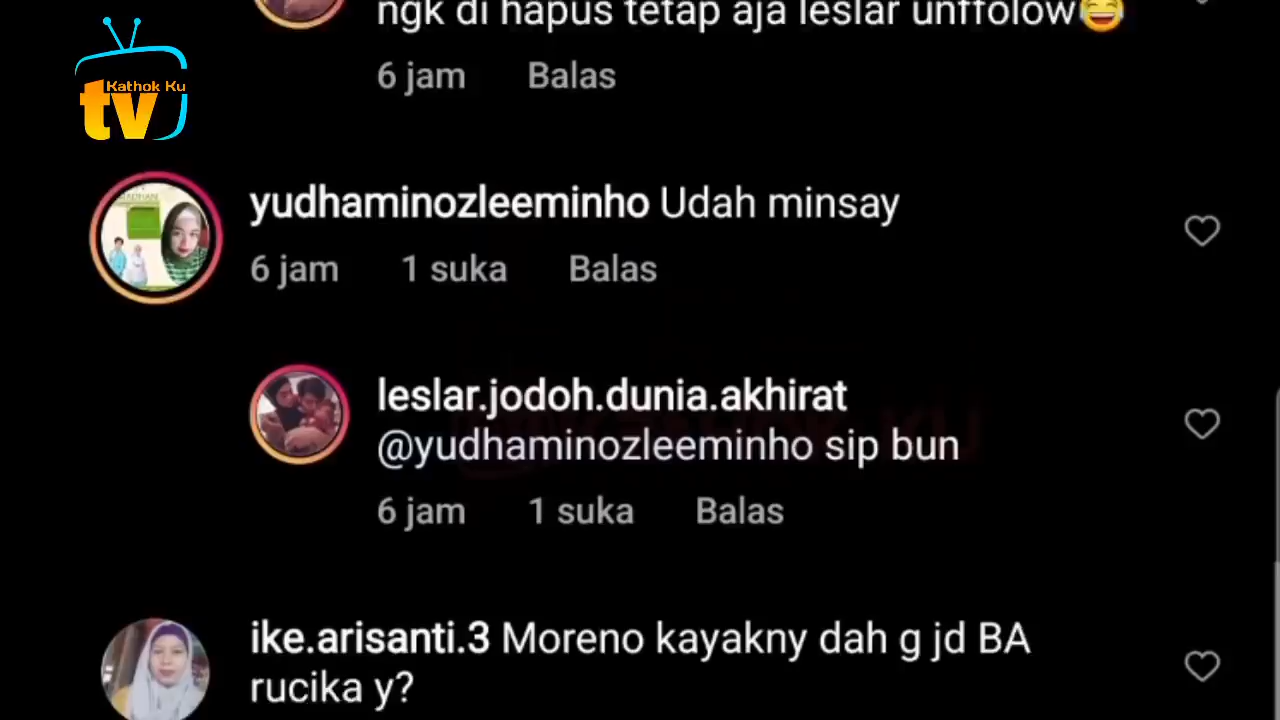 ngk di hapus tetap aja leslar unffolow😂
6 jam Balas
Kathok Ku
tv
yudhaminozleeminho Udah minsay
6 jam 1 suka Balas
leslar.jodoh.dunia.akhirat
@yudhaminozleeminho sip bun
6 jam 1 suka Balas
ike.arisanti.3 Moreno kayakny dah g jd BA
rucika y?